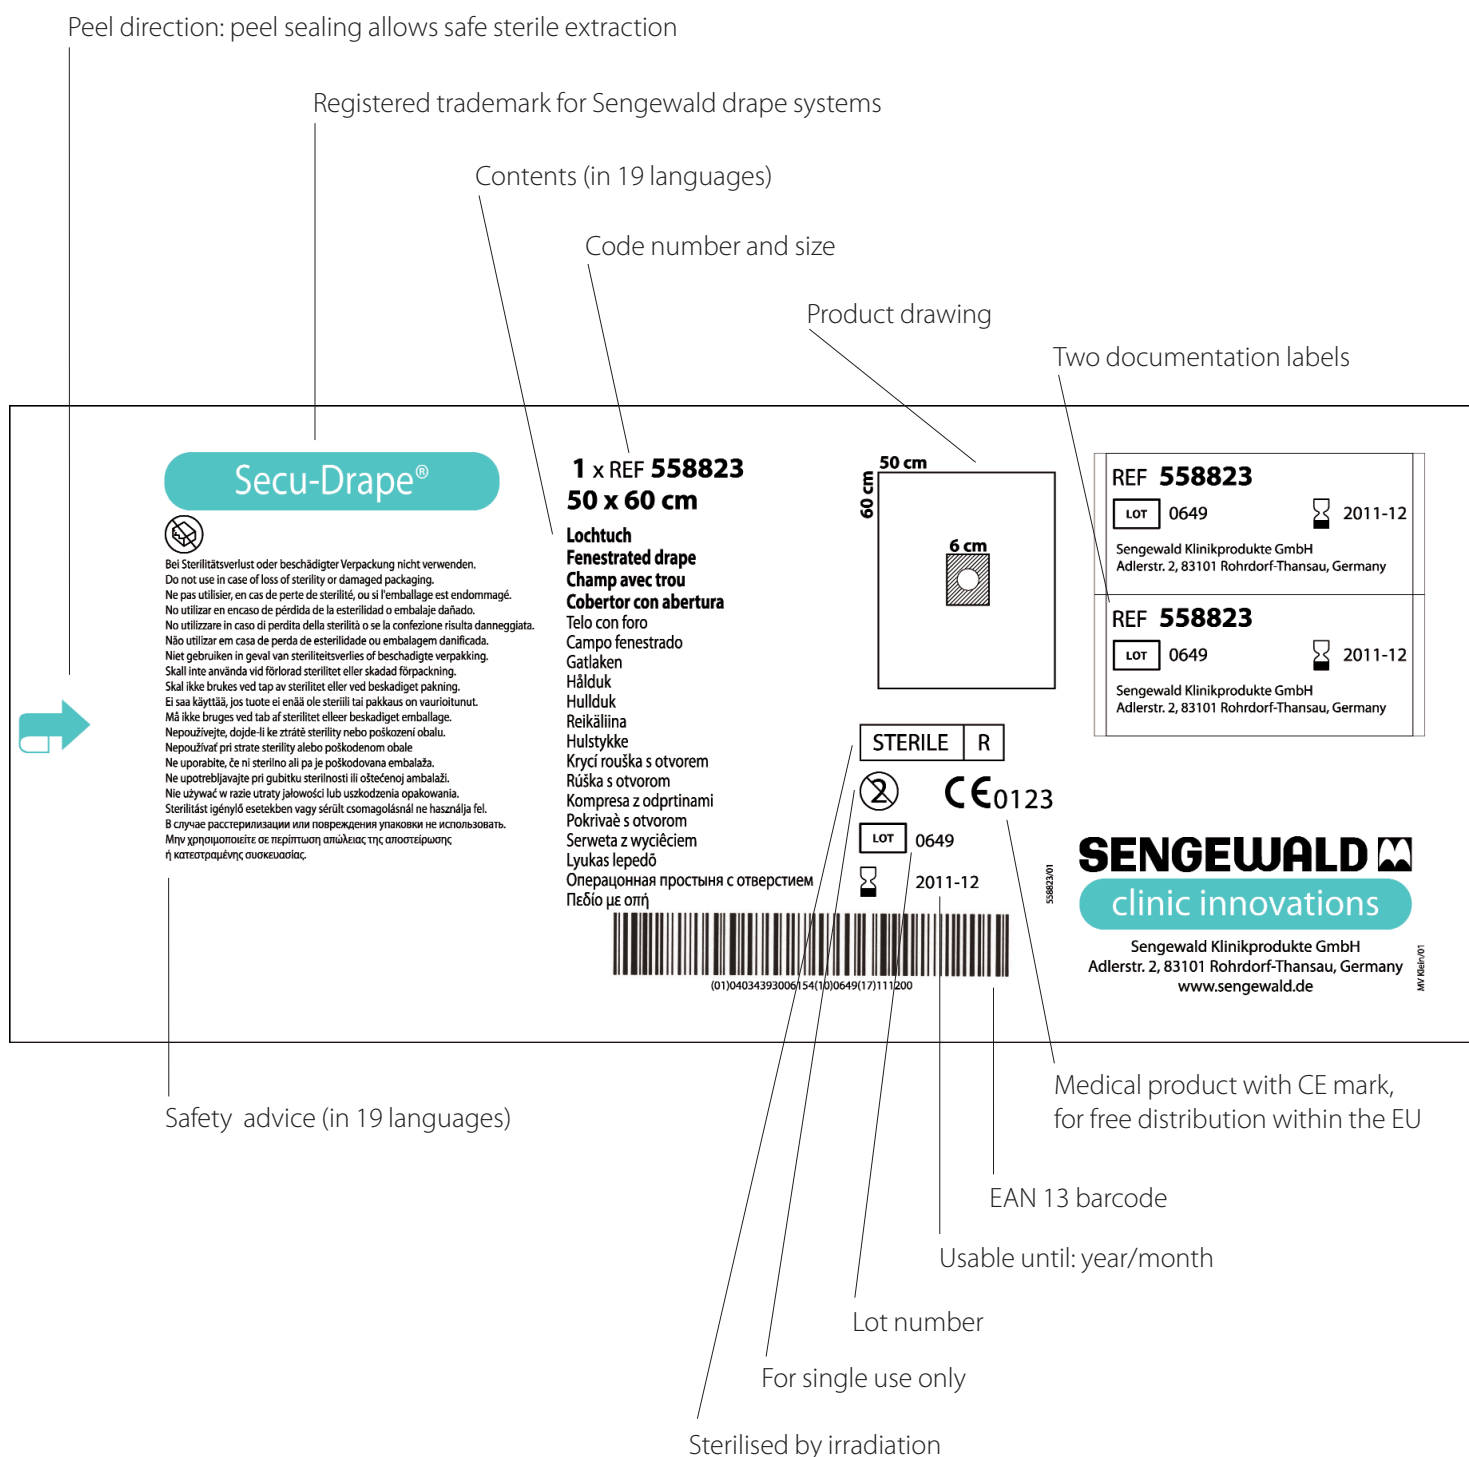 Peel direction: peel sealing allows safe sterile extraction
Registered trademark for Sengewald drape systems
Contents (in 19 languages)
Code number and size
Product drawing
Two documentation labels
Secu-Drape®
Bei Sterilitätsverlust oder beschädigter Verpackung nicht verwenden.
Do not use in case of loss of sterility or damaged packaging.
Ne pas utilisier, en cas de perte de sterilité, ou si l'emballage est endommagé.
No utilizar en encaso de pérdida de la esterilidad o embalaje dañado.
No utilizzare in caso di perdita della sterilità o se la confezione risulta danneggiata.
Não utilizar em casa de perda de esterilidade ou embalagem danificada.
Niet gebruiken in geval van steriliteitsverlies of beschadigte verpakking.
Skall inte använda vid förlorad sterilitet eller skadad förpackning.
Skal ikke brukes ved tap av sterilitet eller ved beskadiget pakning.
Ei saa käyttää, jos tuote ei enää ole steriili tai pakkaus on vaurioitunut.
Må ikke bruges ved tab af sterilitet elleer beskadiget emballage.
Nepoužívejte, dojde-li ke ztrátě sterility nebo poškození obalu.
Nepoužívať pri strate sterility alebo poškodenom obale
Ne uporabite, če ni sterilno ali pa je poškodovana embalaža.
Ne upotrebljavajte pri gubitku sterilnosti ili oštećenoj ambalaži.
Nie używać w razie utraty jałowości lub uszkodzenia opakowania.
Sterilitást igénylő esetekben vagy sérült csomagolásnál ne használja fel.
В случае расстерилизации или повреждения упаковки не использовать.
Μην χρησιμοποιείτε σε περίπτωση απώλειας της αποστείρωσης
ή κατεστραμένης συσκευασίας.
1 x REF 558823
50 x 60 cm
Lochtuch
Fenestrated drape
Champ avec trou
Cobertor con abertura
Telo con foro
Campo fenestrado
Gatlaken
Hålduk
Hullduk
Reikäliina
Hulstykke
Krycí rouška s otvorem
Rúška s otvorom
Kompresa z odprtinami
Pokrivaè s otvorom
Serweta z wyciêciem
Lyukas lepedõ
Операцонная простыня с отверстием
Πεδίο με οπή
(01)04034393006154(10)0649(17)111200
50 cm
60 cm
6 cm
STERILE R
2
CE0123
LOT 0649
2011-12
558823/01
REF 558823
LOT 0649 2011-12
Sengewald Klinikprodukte GmbH
Adlerstr. 2, 83101 Rohrdorf-Thansau, Germany
REF 558823
LOT 0649 2011-12
Sengewald Klinikprodukte GmbH
Adlerstr. 2, 83101 Rohrdorf-Thansau, Germany
SENGEWALD
clinic innovations
Sengewald Klinikprodukte GmbH
Adlerstr. 2, 83101 Rohrdorf-Thansau, Germany
www.sengewald.de
MV Klein/01
Safety advice (in 19 languages)
Medical product with CE mark,
for free distribution within the EU
EAN 13 barcode
Usable until: year/month
Lot number
For single use only
Sterilised by irradiation